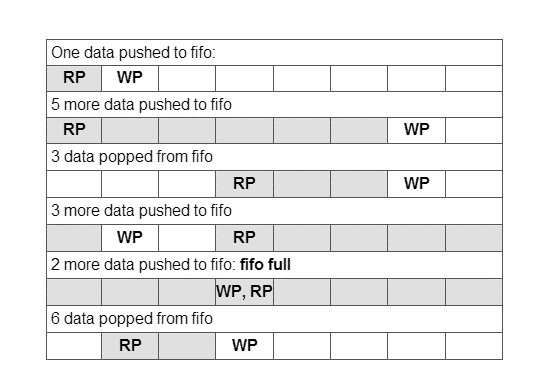 One data pushed to fifo:
RP WP
5 more data pushed to fifo
RP WP
3 data popped from fifo
RP WP
3 more data pushed to fifo
WP RP
2 more data pushed to fifo: fifo full
WP, RP
6 data popped from fifo
RP WP